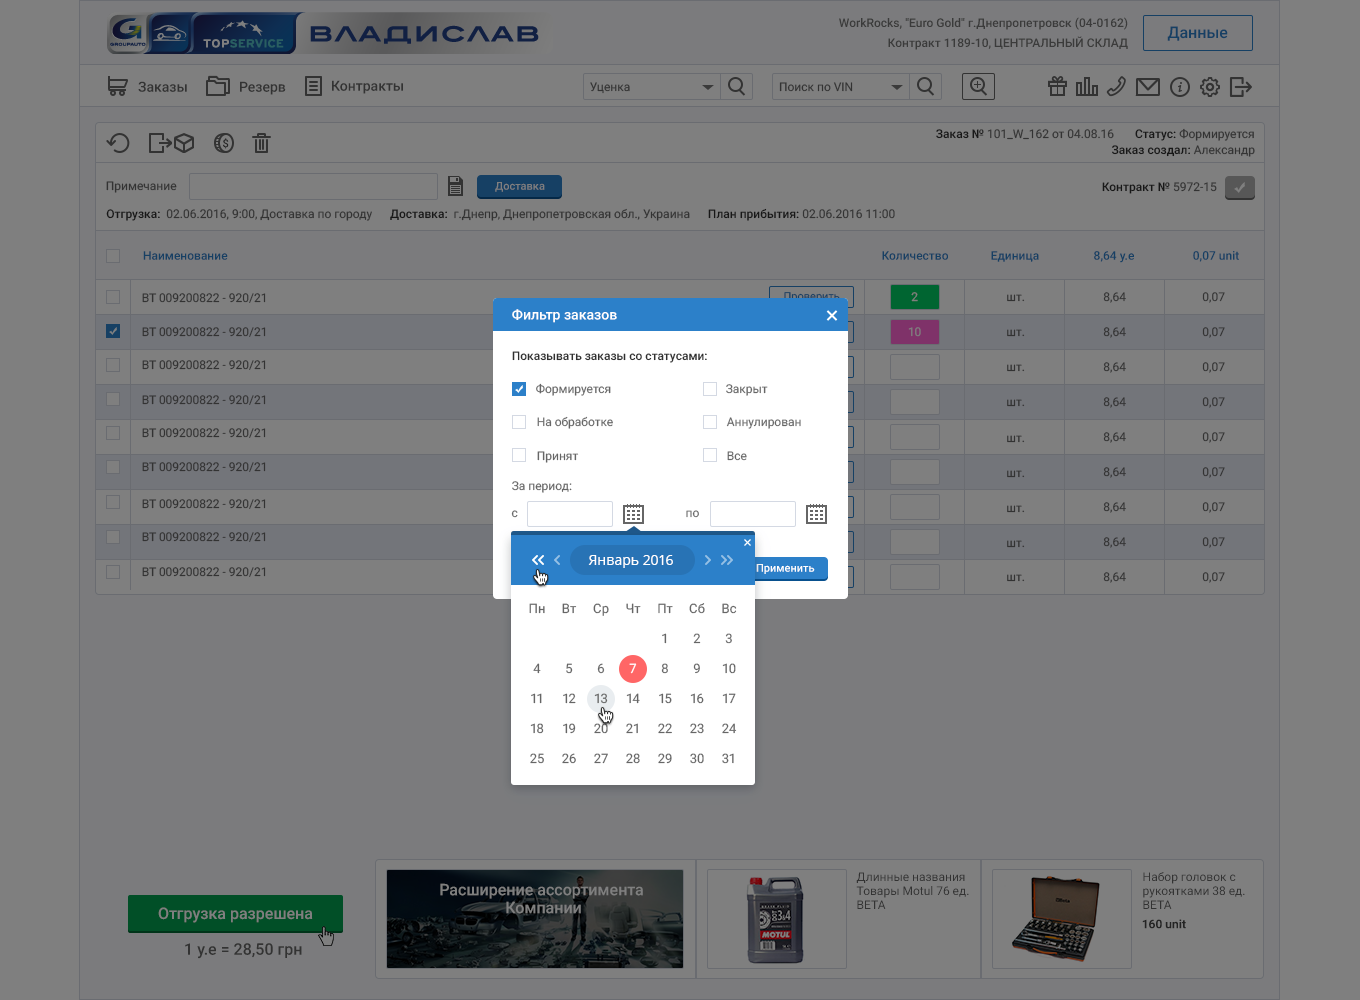 GROUPAUTO
TOPSERVICE
ВЛАДИСЛАВ
WorkRocks, "Euro Gold" г.Днепропетровск (04-0162)
Контракт 1189-10, ЦЕНТРАЛЬНЫЙ СКЛАД
Данные
Заказы
Резерв
Контракты
Уценка
Поиск по VIN
Заказ № 101_W_162 от 04.08.16 Статус: Формируется
Заказ создал: Александр
Примечание
Доставка
Контракт № 5972-15
Отгрузка: 02.06.2016, 9:00, Доставка по городу Доставка: г.Днепр, Днепропетровская обл., Украина План прибытия: 02.06.2016 11:00
Наименование Количество Единица 8,64 у.е 0,07 unit
BT 009200822 - 920/21 Проверить 2 шт. 8,64 0,07
BT 009200822 - 920/21 10 шт. 8,64 0,07
BT 009200822 - 920/21 шт. 8,64 0,07
BT 009200822 - 920/21 шт. 8,64 0,07
BT 009200822 - 920/21 шт. 8,64 0,07
BT 009200822 - 920/21 шт. 8,64 0,07
BT 009200822 - 920/21 шт. 8,64 0,07
BT 009200822 - 920/21 шт. 8,64 0,07
BT 009200822 - 920/21 шт. 8,64 0,07
Фильтр заказов
Показывать заказы со статусами:
Формируется Закрыт
На обработке Аннулирован
Принят Все
За период:
с по
Применить
Январь 2016
Пн Вт Ср Чт Пт Сб Вс
1 2 3
4 5 6 7 8 9 10
11 12 13 14 15 16 17
18 19 20 21 22 23 24
25 26 27 28 29 30 31
Отгрузка разрешена
1 у.е = 28,50 грн
Расширение ассортимента
Компании
MOTUL
Длинные названия
Товары Motul 76 ед.
BETA
Набор головок с
рукоятками 38 ед.
BETA
160 unit